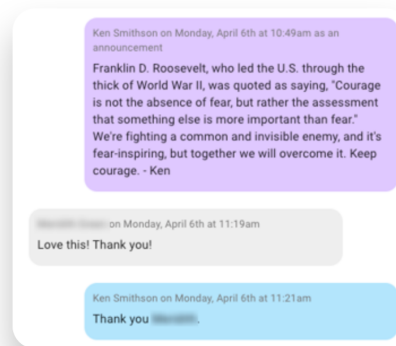 Ken Smithson on Monday, April 6th at 10:49am as an
announcement
Franklin D. Roosevelt, who led the U.S. through the
thick of World War II, was quoted as saying, "Courage
is not the absence of fear, but rather the assessment
that something else is more important than fear."
We're fighting a common and invisible enemy, and it's
fear-inspiring, but together we will overcome it. Keep
courage. - Ken
on Monday, April 6th at 11:19am
Love this! Thank you!
Ken Smithson on Monday, April 6th at 11:21am
Thank you .